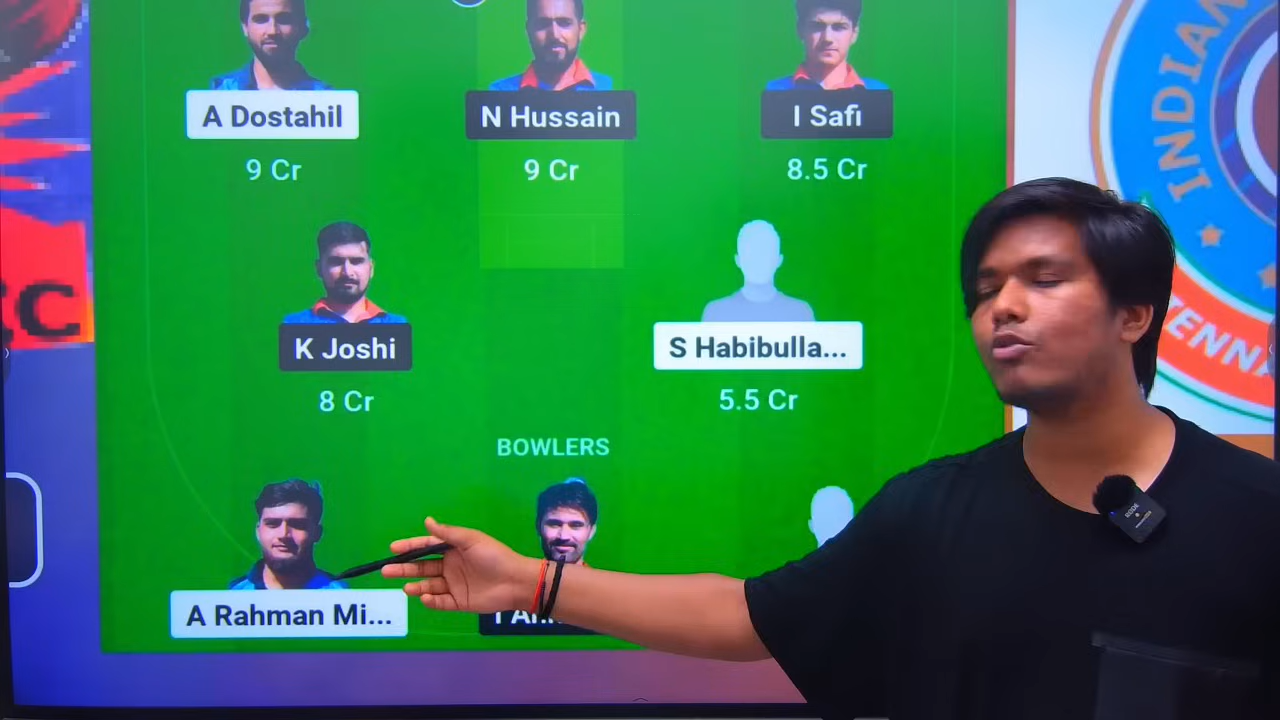 A Dostahil
N Hussain
I Safi
9 Cr
9 Cr
8.5 Cr
K Joshi
S Habibulla...
8 Cr
5.5 Cr
BOWLERS
A Rahman Mi...
INDIAN